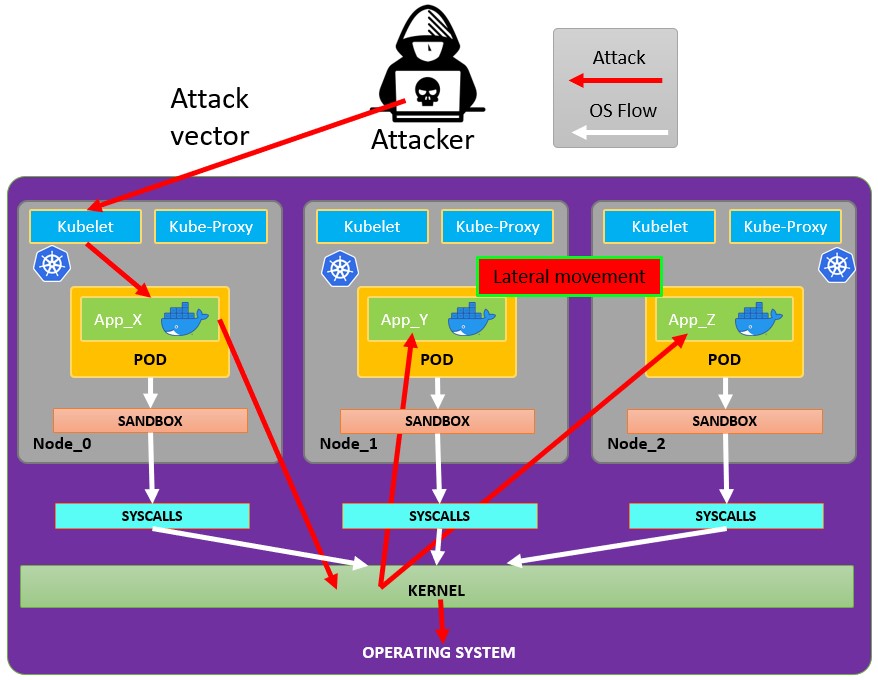 Attack
OS Flow
Attack
vector
Attacker
Kubelet
Kube-Proxy
Kubelet
Kube-Proxy
Kubelet
Kube-Proxy
Lateral movement
App_X
App_Y
App_Z
POD
POD
POD
SANDBOX
SANDBOX
SANDBOX
Node_0
Node_1
Node_2
SYSCALLS
SYSCALLS
SYSCALLS
KERNEL
OPERATING SYSTEM